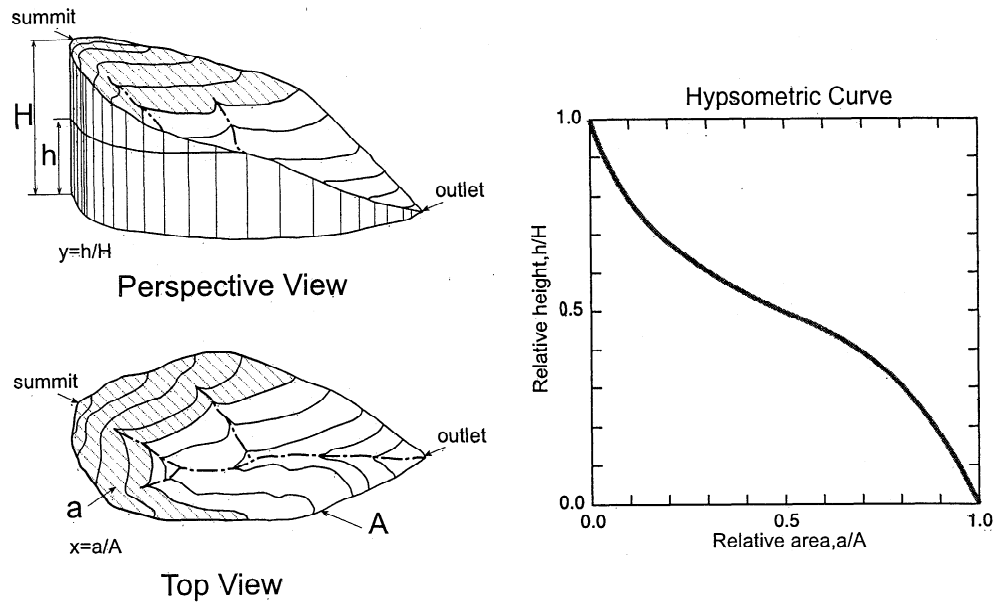 summit
H
h
outlet
y=h/H
Perspective View
summit
outlet
a
A
x=a/A
Top View
Hypsometric Curve
1.0
0.5
0.0
Relative height,h/H
0.0
0.5
1.0
Relative area,a/A